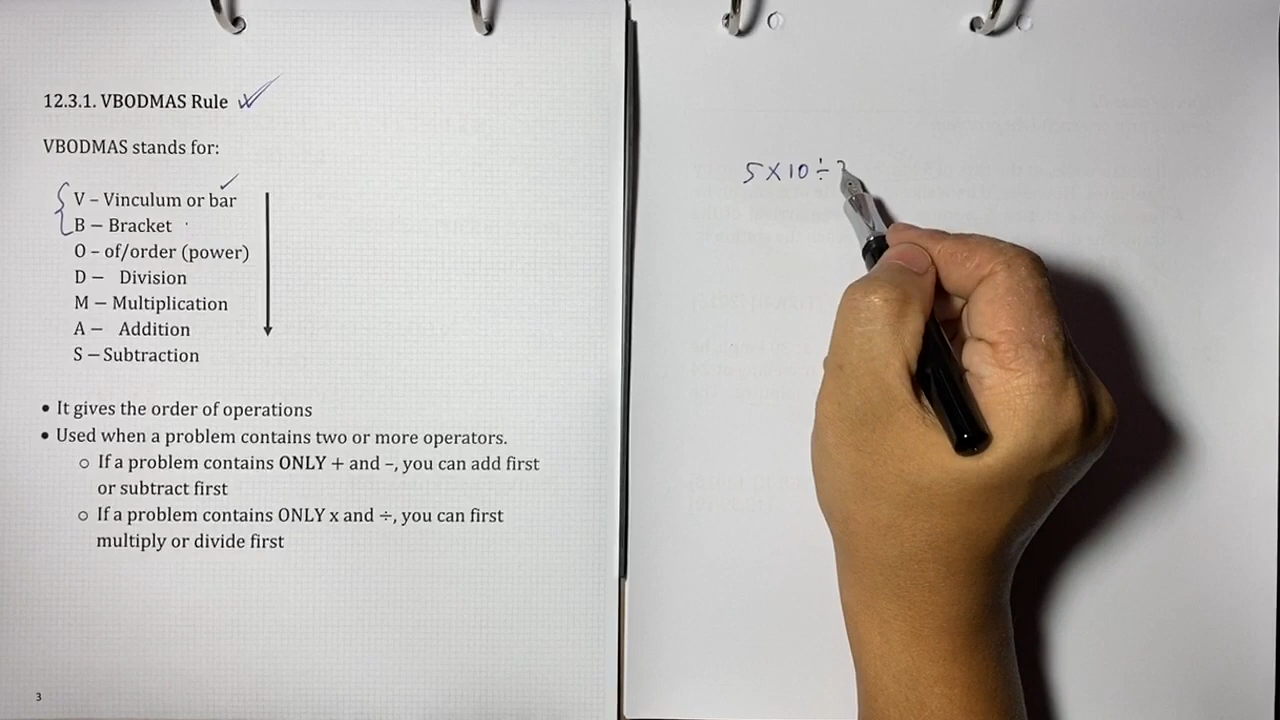 12.3.1. VBODMAS Rule
VBODMAS stands for:
V – Vinculum or bar
B – Bracket
O – of/order (power)
D – Division
M – Multiplication
A – Addition
S – Subtraction
• It gives the order of operations
• Used when a problem contains two or more operators.
o If a problem contains ONLY + and –, you can add first
or subtract first
o If a problem contains ONLY x and ÷, you can first
multiply or divide first
3
5 × 10 ÷